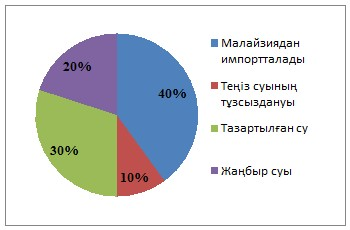 Малайзиядан
импортталады
Теңіз суының
тұзсыздануы
Тазартылған су
Жаңбыр суы
20%
40%
30%
10%